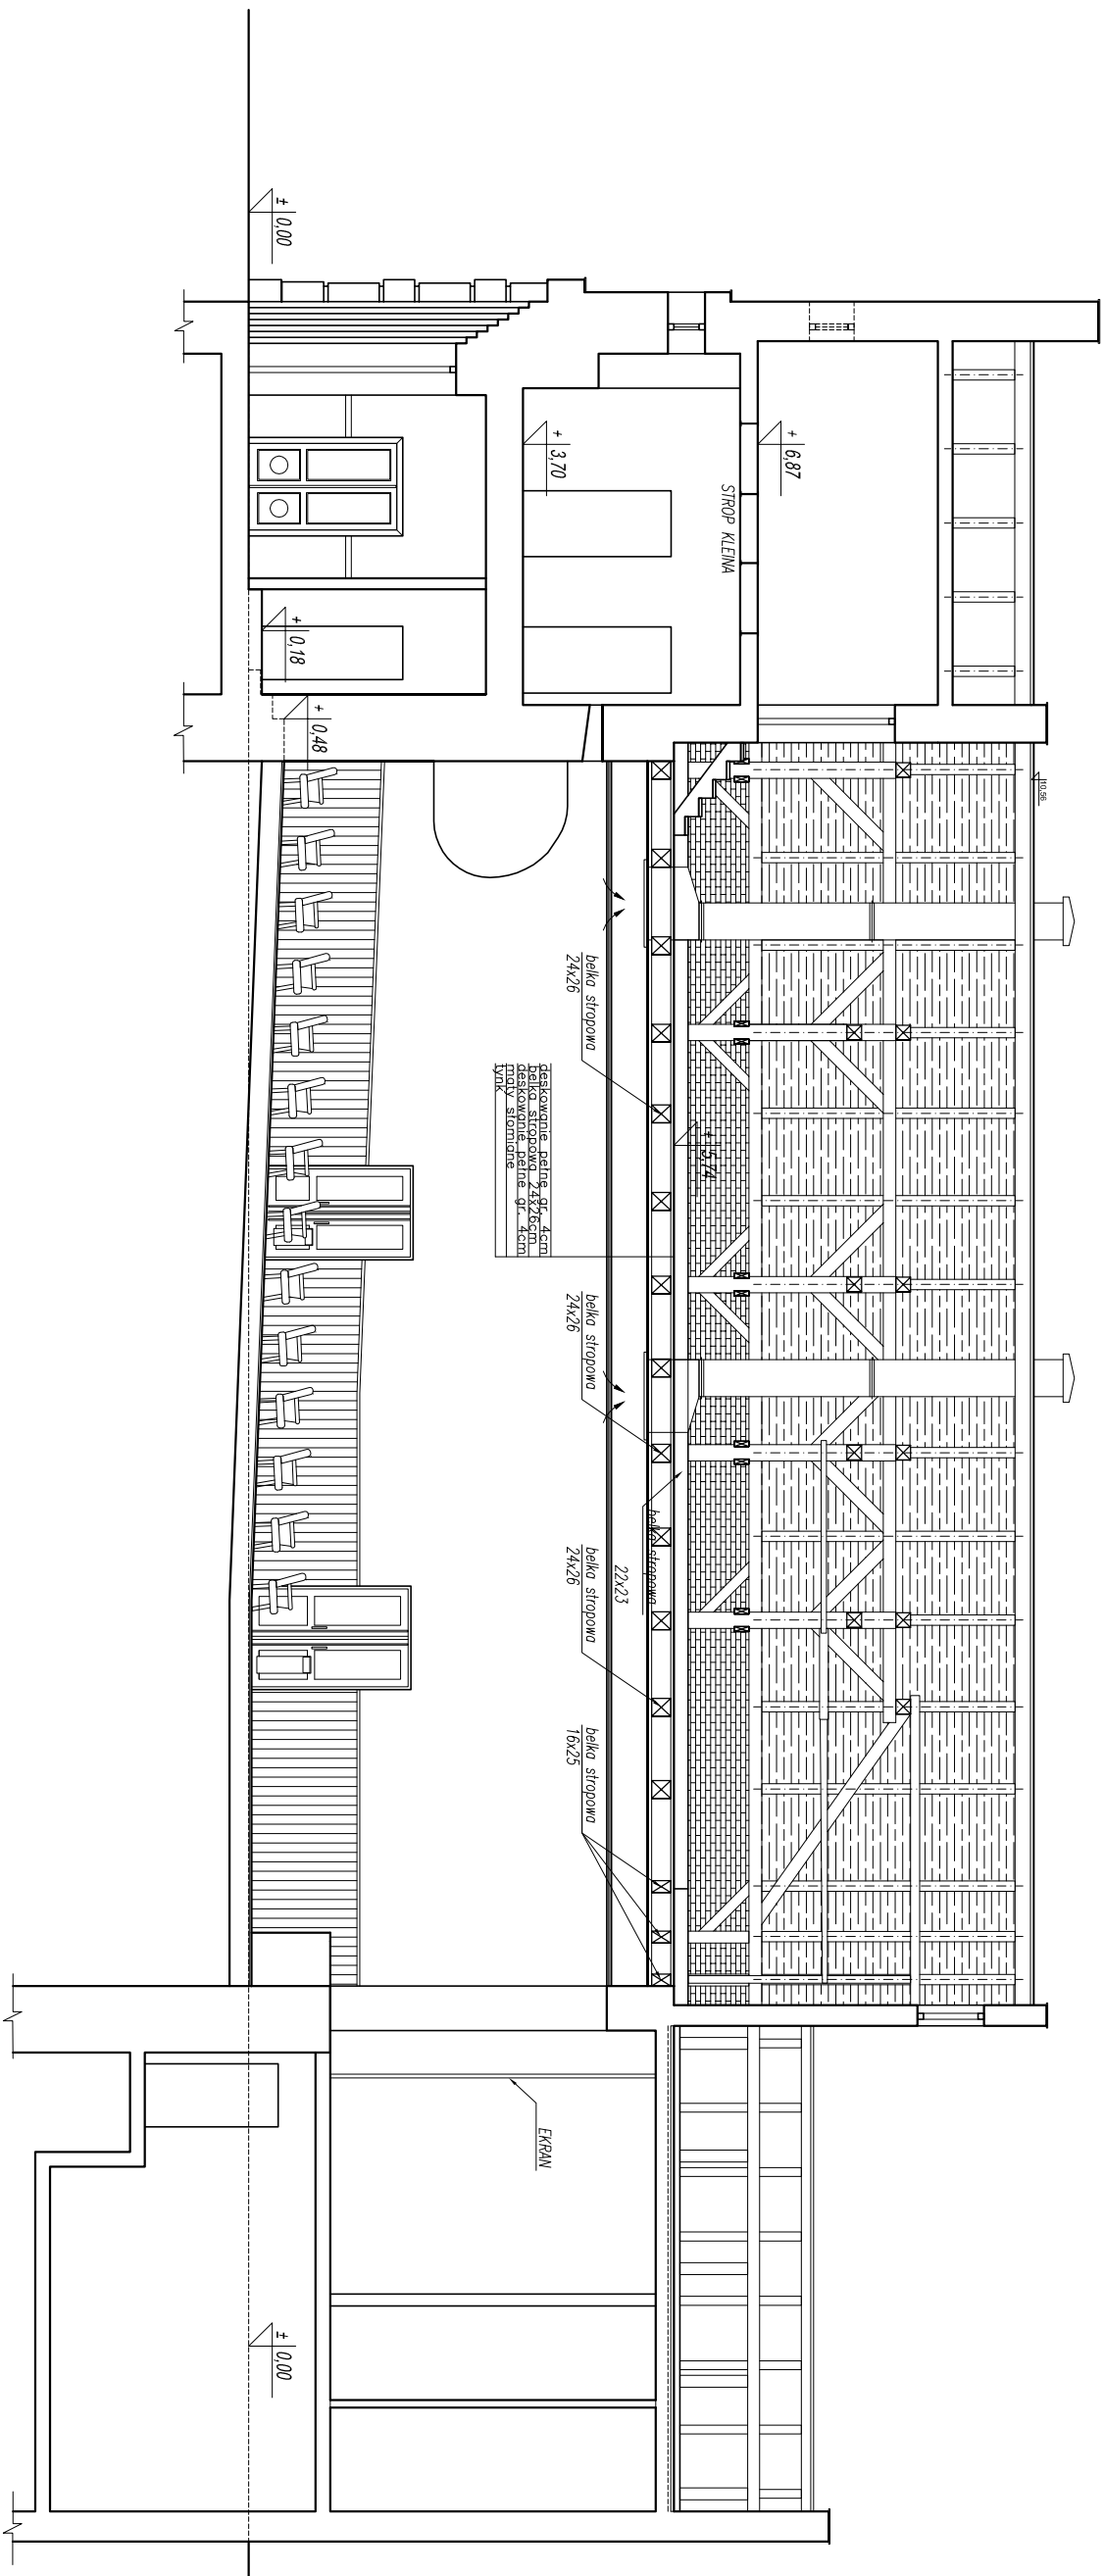 ± 0,00
+ 6,87
+ 3,70
STROP KLEINA
+ 0,18
+ 0,48
10,56
belka stropowa
24x26
+ 5,74
deskowanie pełne gr. 4cm
belka stropowa 24x26cm
deskowanie pełne gr. 4cm
maty słomiane
tynk
belka stropowa
24x26
belka stropowa
22x23
belka stropowa
24x26
belka stropowa
16x25
EKRAN
± 0,00